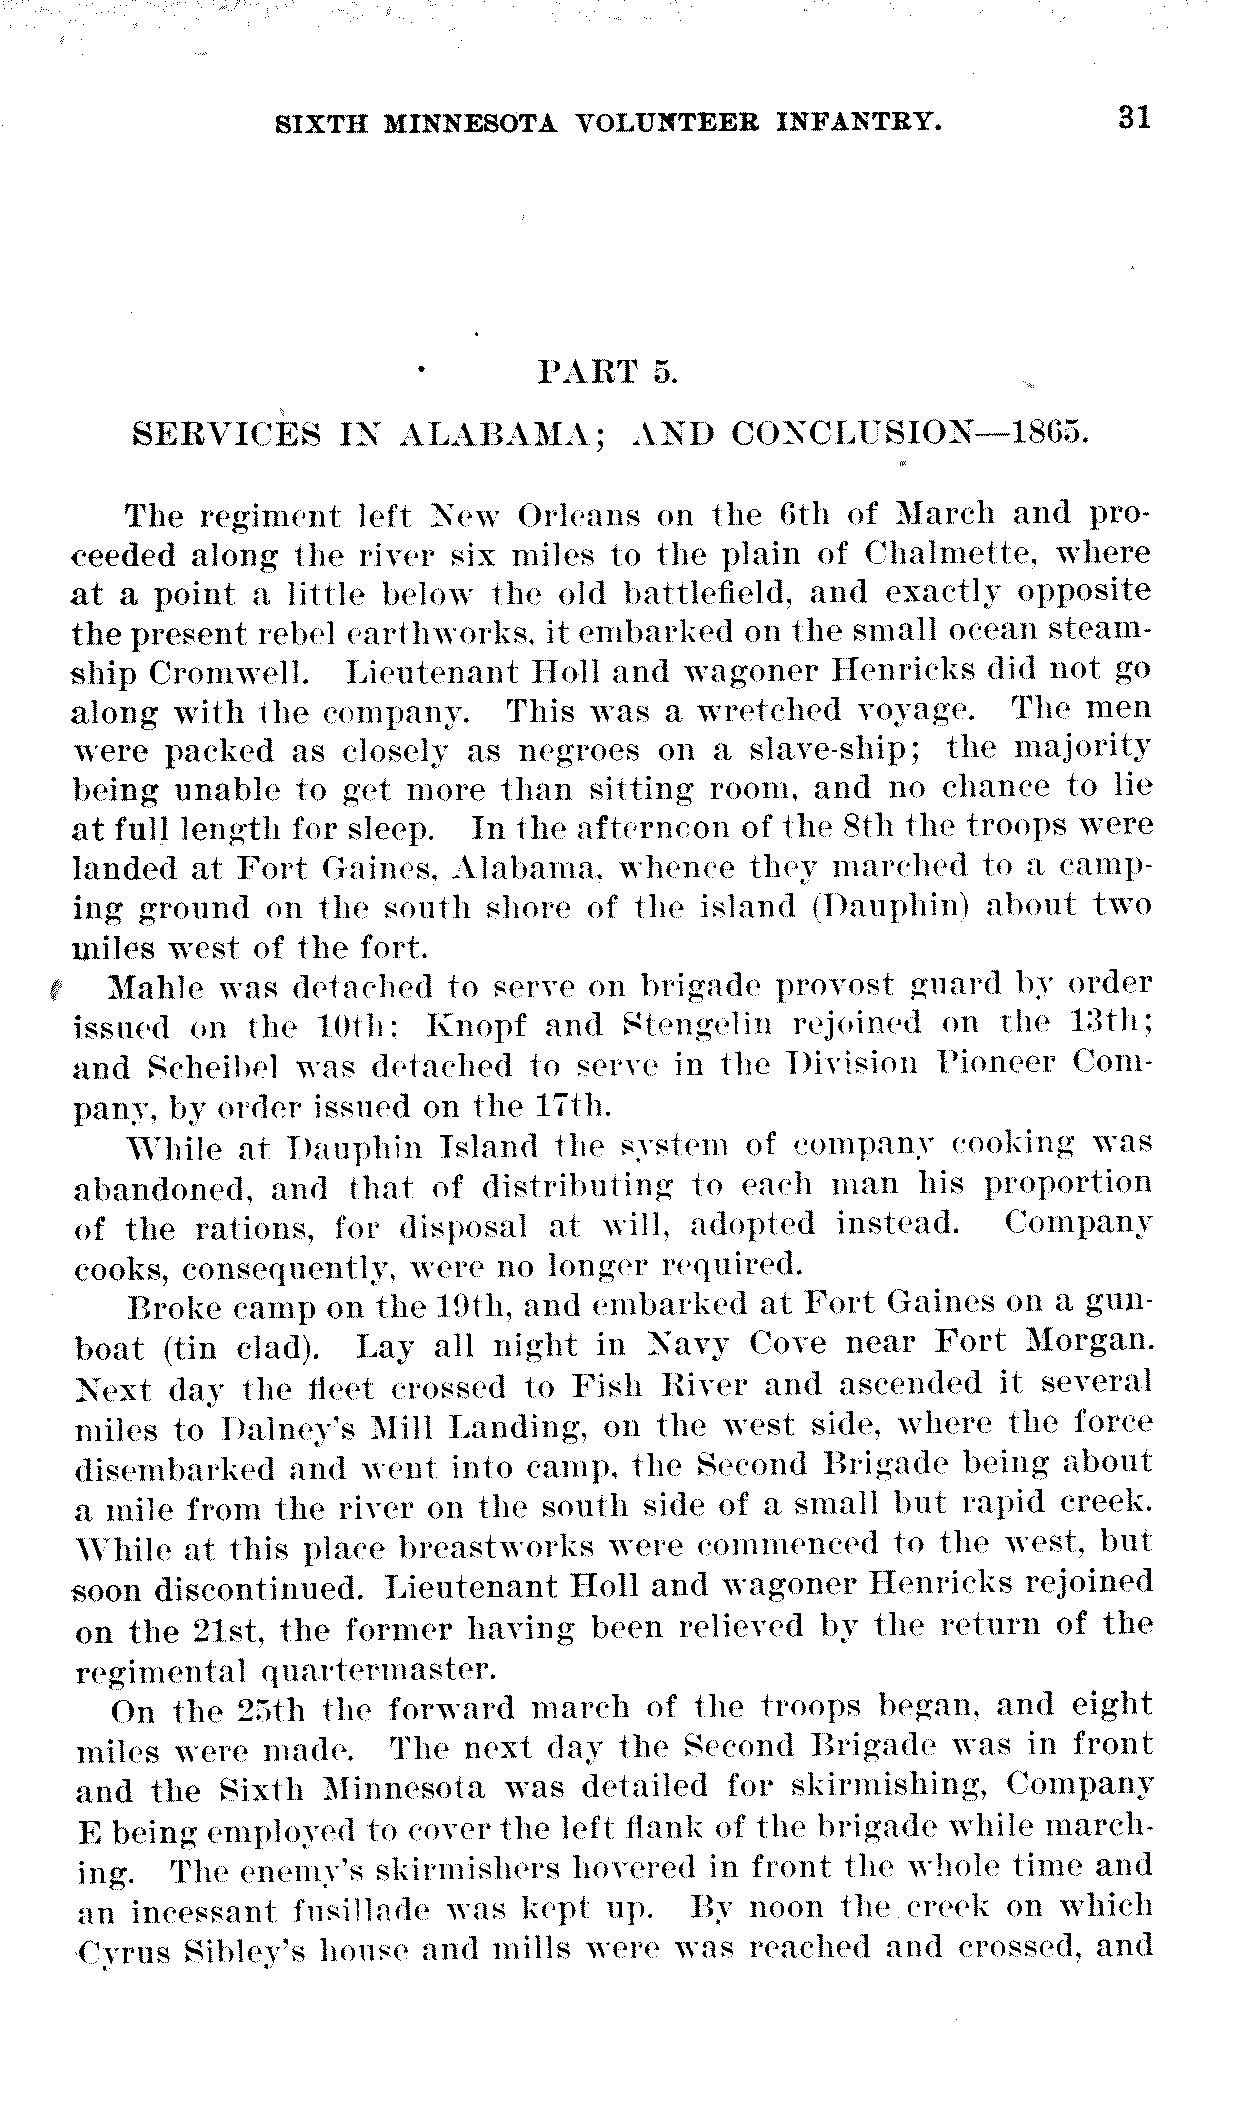 SIXTH MINNESOTA VOLUNTEER INFANTRY. 31
PART 5.
SERVICES IN ALABAMA; AND CONCLUSION—1865.
The regiment left New Orleans on the 6th of March and pro-
ceeded along the river six miles to the plain of Chalmette, where
at a point a little below the old battlefield, and exactly opposite
the present rebel earthworks, it embarked on the small ocean steam-
ship Cromwell. Lieutenant Holl and wagoner Henricks did not go
along with the company. This was a wretched voyage. The men
were packed as closely as negroes on a slave-ship; the majority
being unable to get more than sitting room, and no chance to lie
at full length for sleep. In the afternoon of the 8th the troops were
landed at Fort Gaines, Alabama, whence they marched to a camp-
ing ground on the south shore of the island (Dauphin) about two
miles west of the fort.
Mahle was detached to serve on brigade provost guard by order
issued on the 10th; Knopf and Stengelin rejoined on the 13th;
and Scheibel was detached to serve in the Division Pioneer Com-
pany, by order issued on the 17th.
While at Dauphin Island the system of company cooking was
abandoned, and that of distributing to each man his proportion
of the rations, for disposal at will, adopted instead. Company
cooks, consequently, were no longer required.
Broke camp on the 19th, and embarked at Fort Gaines on a gun-
boat (tin clad). Lay all night in Navy Cove near Fort Morgan.
Next day the fleet crossed to Fish River and ascended it several
miles to Dalney's Mill Landing, on the west side, where the force
disembarked and went into camp, the Second Brigade being about
a mile from the river on the south side of a small but rapid creek.
While at this place breastworks were commenced to the west, but
soon discontinued. Lieutenant Holl and wagoner Henricks rejoined
on the 21st, the former having been relieved by the return of the
regimental quartermaster.
On the 25th the forward march of the troops began, and eight
miles were made. The next day the Second Brigade was in front
and the Sixth Minnesota was detailed for skirmishing, Company
E being employed to cover the left flank of the brigade while march-
ing. The enemy's skirmishers hovered in front the whole time and
an incessant fusillade was kept up. By noon the creek on which
Cyrus Sibley's house and mills were was reached and crossed, and